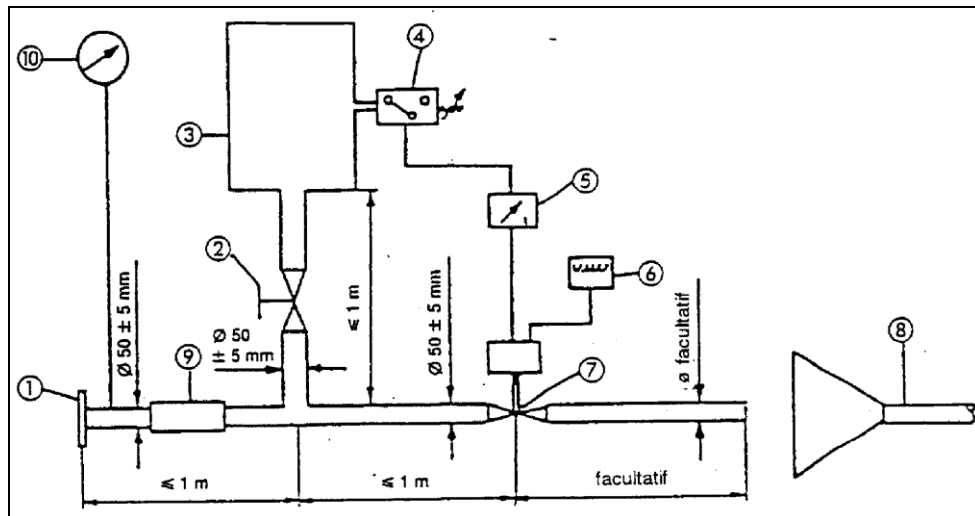 ⑩
④
③
⑤
②
⩽ 1 m
⑥
Ø 50 ± 5 mm
Ø 50
± 5 mm
Ø 50 ± 5 mm
ø facultatif
⑨
⑦
⑧
①
⩽ 1 m
⩽ 1 m
facultatif